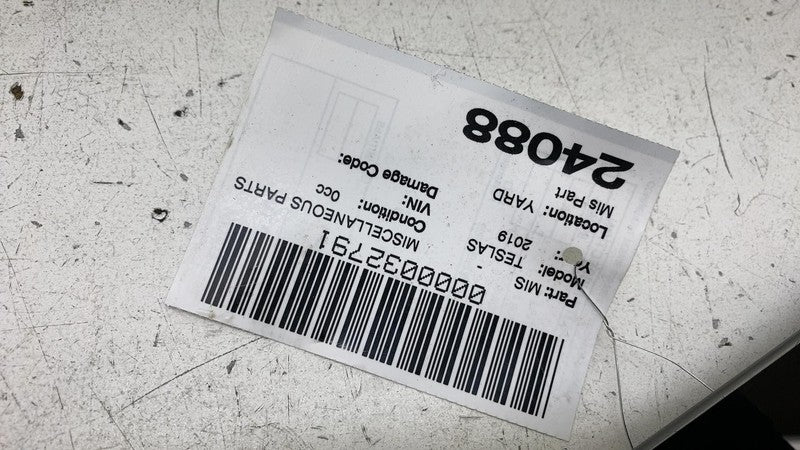 0000032791
Part: MIS - MISCELLANEOUS PARTS
Model: TESLAS
Year: 2019 Condition: 0cc
Location: YARD VIN:
Mis Part Damage Code:
24088